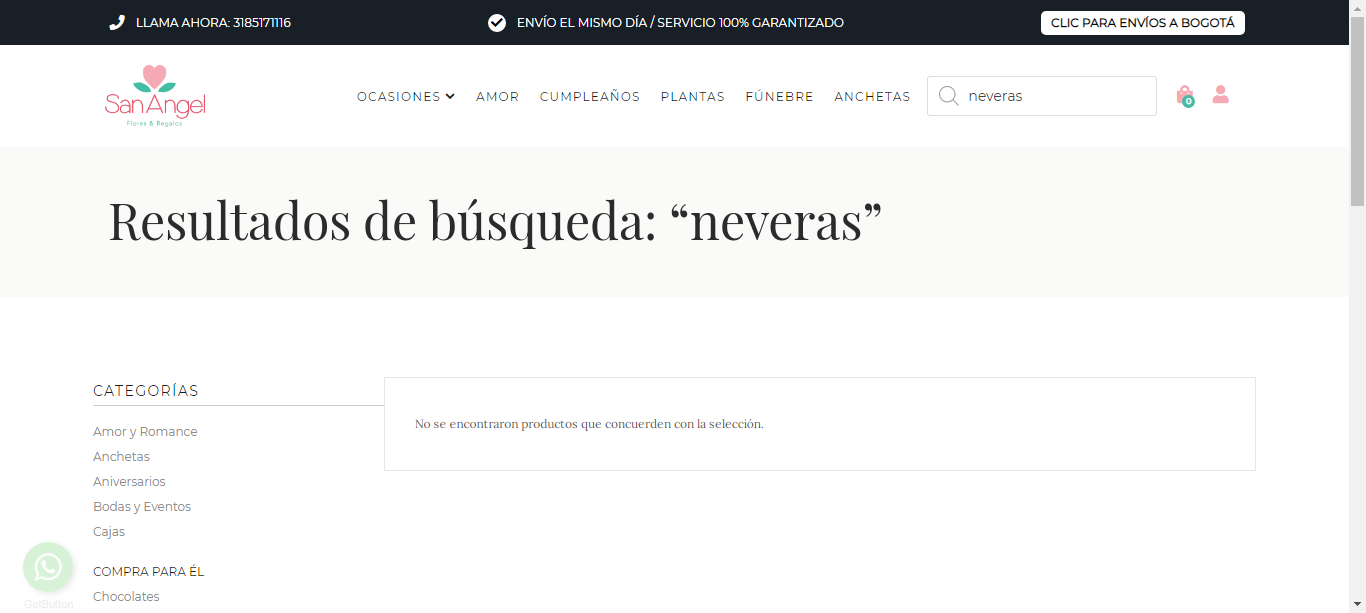 LLAMA AHORA: 3185171116
ENVÍO EL MISMO DÍA / SERVICIO 100% GARANTIZADO
CLIC PARA ENVÍOS A BOGOTÁ
SanAngel
Flores & Regalos
OCASIONES
AMOR
CUMPLEAÑOS
PLANTAS
FÚNEBRE
ANCHETAS
neveras
0
Resultados de búsqueda: “neveras”
CATEGORÍAS
Amor y Romance
Anchetas
Aniversarios
Bodas y Eventos
Cajas
COMPRA PARA ÉL
Chocolates
No se encontraron productos que concuerden con la selección.
GetButton